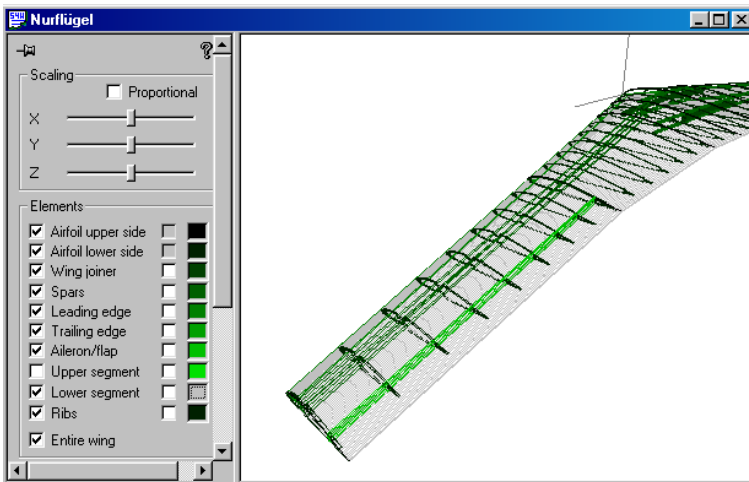 Nurflügel
Scaling
Proportional
X
Y
Z
Elements
Airfoil upper side
Airfoil lower side
Wing joiner
Spars
Leading edge
Trailing edge
Aileron/flap
Upper segment
Lower segment
Ribs
Entire wing